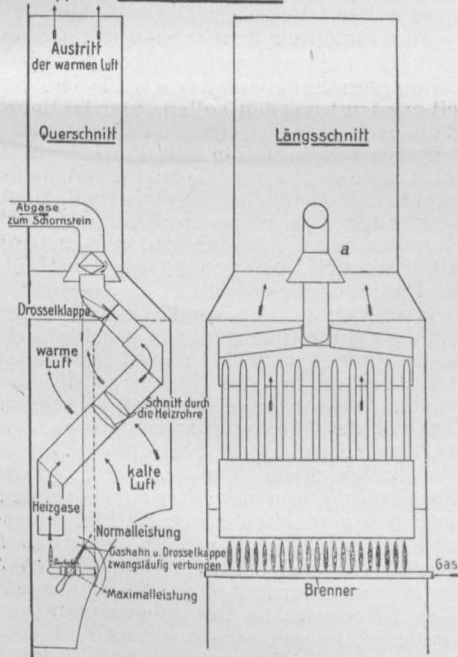 Austritt
der warmen Luft
Querschnitt
Längsschnitt
Abgase
zum Schornstein
a
Drosselklappe
warme
Luft
Schnitt durch
die Heizrohre
kalte
Luft
Heizgase
Normalleistung
Gashahn u. Drosselkappe
zwangsläufig verbunden
Maximalleistung
Gas
Brenner